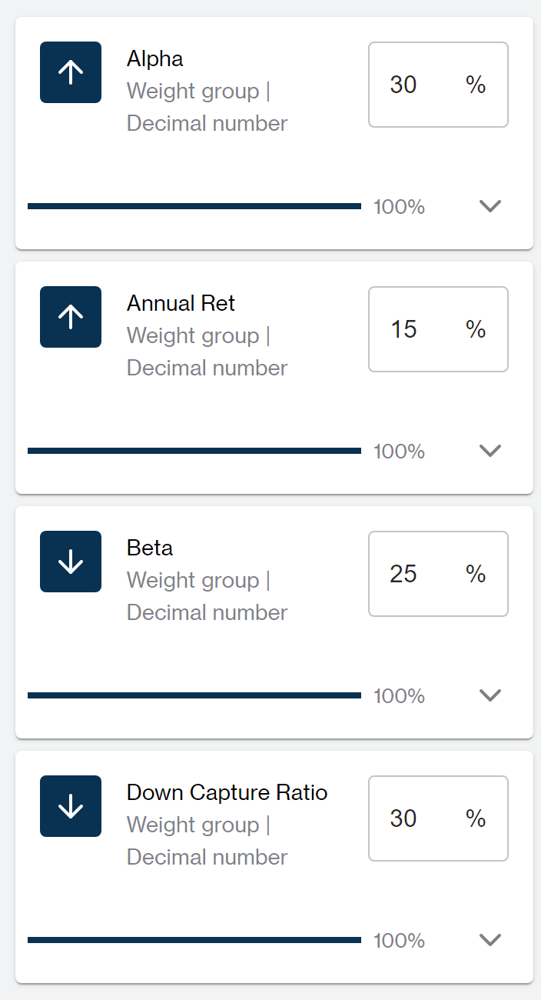 Alpha
Weight group |
Decimal number
30 %
100%
Annual Ret
Weight group |
Decimal number
15 %
100%
Beta
Weight group |
Decimal number
25 %
100%
Down Capture Ratio
Weight group |
Decimal number
30 %
100%